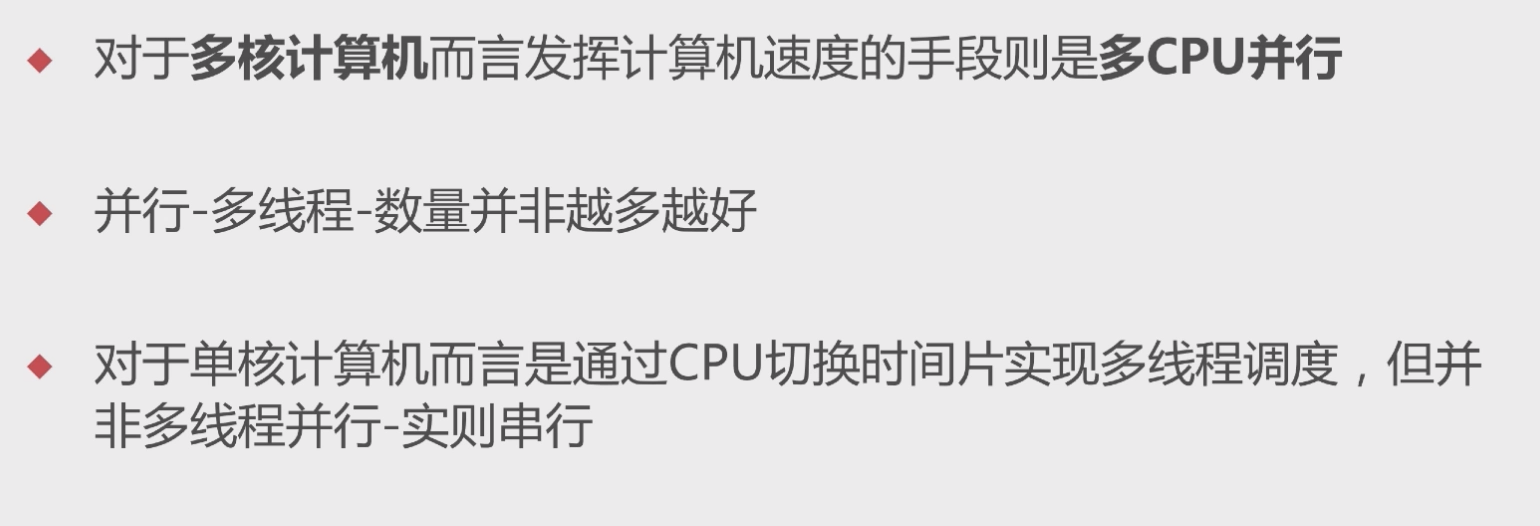 对于多核计算机而言发挥计算机速度的手段则是多CPU并行
并行-多线程-数量并非越多越好
对于单核计算机而言是通过CPU切换时间片实现多线程调度，但并
非多线程并行-实则串行